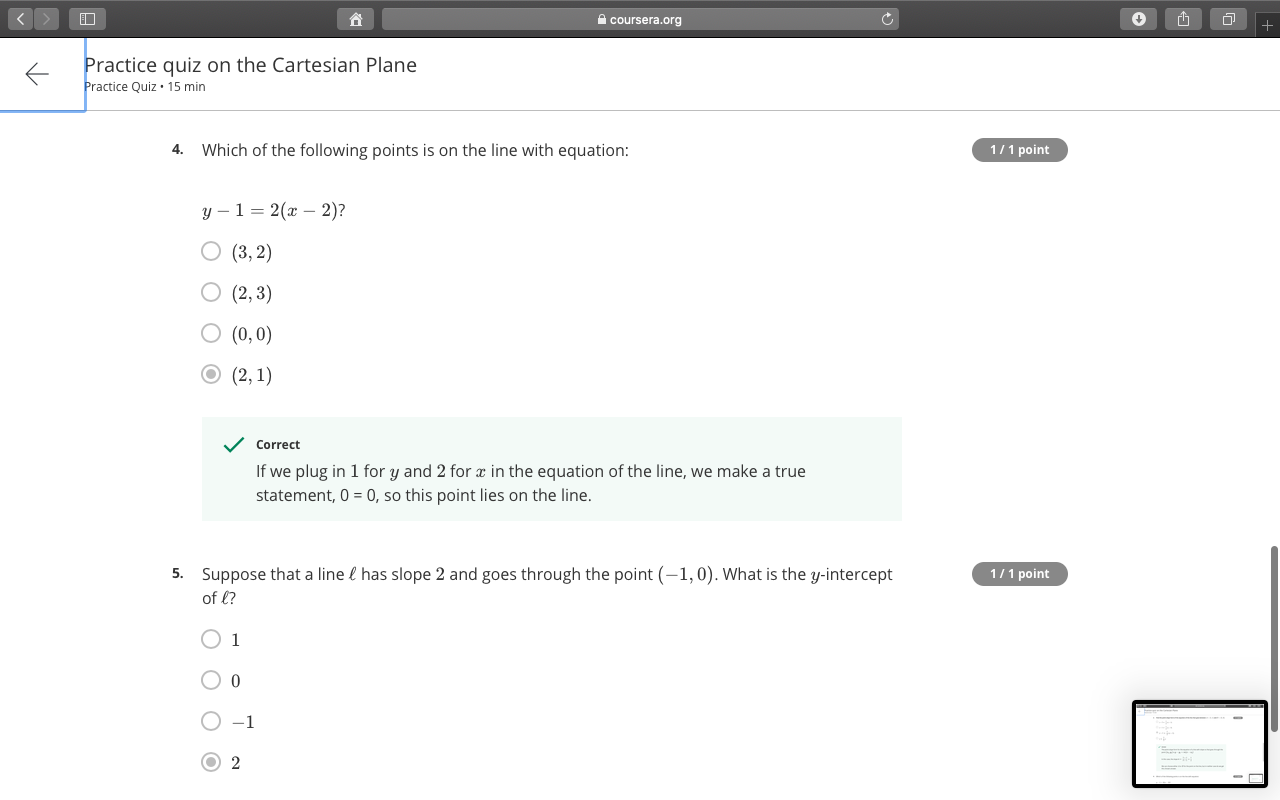 coursera.org
Practice quiz on the Cartesian Plane
Practice Quiz • 15 min
4. Which of the following points is on the line with equation: 1 / 1 point
y − 1 = 2(x − 2)?
(3, 2)
(2, 3)
(0, 0)
(2, 1)
Correct
If we plug in 1 for y and 2 for x in the equation of the line, we make a true
statement, 0 = 0, so this point lies on the line.
5. Suppose that a line ℓ has slope 2 and goes through the point (−1, 0). What is the y-intercept 1 / 1 point
of ℓ?
1
0
−1
2